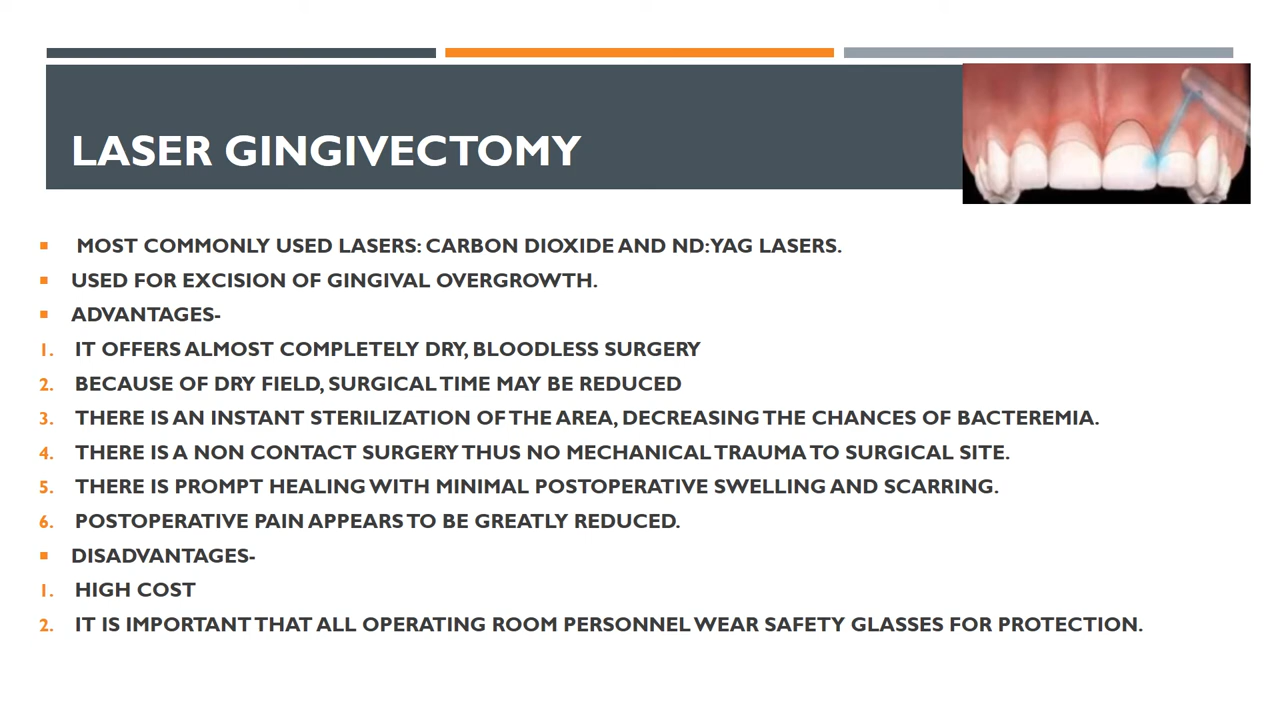 LASER GINGIVECTOMY
▪ MOST COMMONLY USED LASERS: CARBON DIOXIDE AND ND:YAG LASERS.
▪ USED FOR EXCISION OF GINGIVAL OVERGROWTH.
▪ ADVANTAGES-
1. IT OFFERS ALMOST COMPLETELY DRY, BLOODLESS SURGERY
2. BECAUSE OF DRY FIELD, SURGICAL TIME MAY BE REDUCED
3. THERE IS AN INSTANT STERILIZATION OF THE AREA, DECREASING THE CHANCES OF BACTEREMIA.
4. THERE IS A NON CONTACT SURGERY THUS NO MECHANICAL TRAUMA TO SURGICAL SITE.
5. THERE IS PROMPT HEALING WITH MINIMAL POSTOPERATIVE SWELLING AND SCARRING.
6. POSTOPERATIVE PAIN APPEARS TO BE GREATLY REDUCED.
▪ DISADVANTAGES-
1. HIGH COST
2. IT IS IMPORTANT THAT ALL OPERATING ROOM PERSONNEL WEAR SAFETY GLASSES FOR PROTECTION.